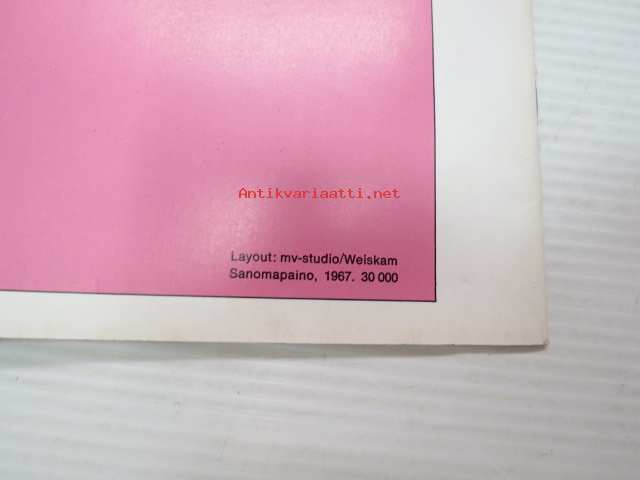 Antikvariaatti.net
Layout: mv-studio/Weiskam
Sanomapaino, 1967. 30 000